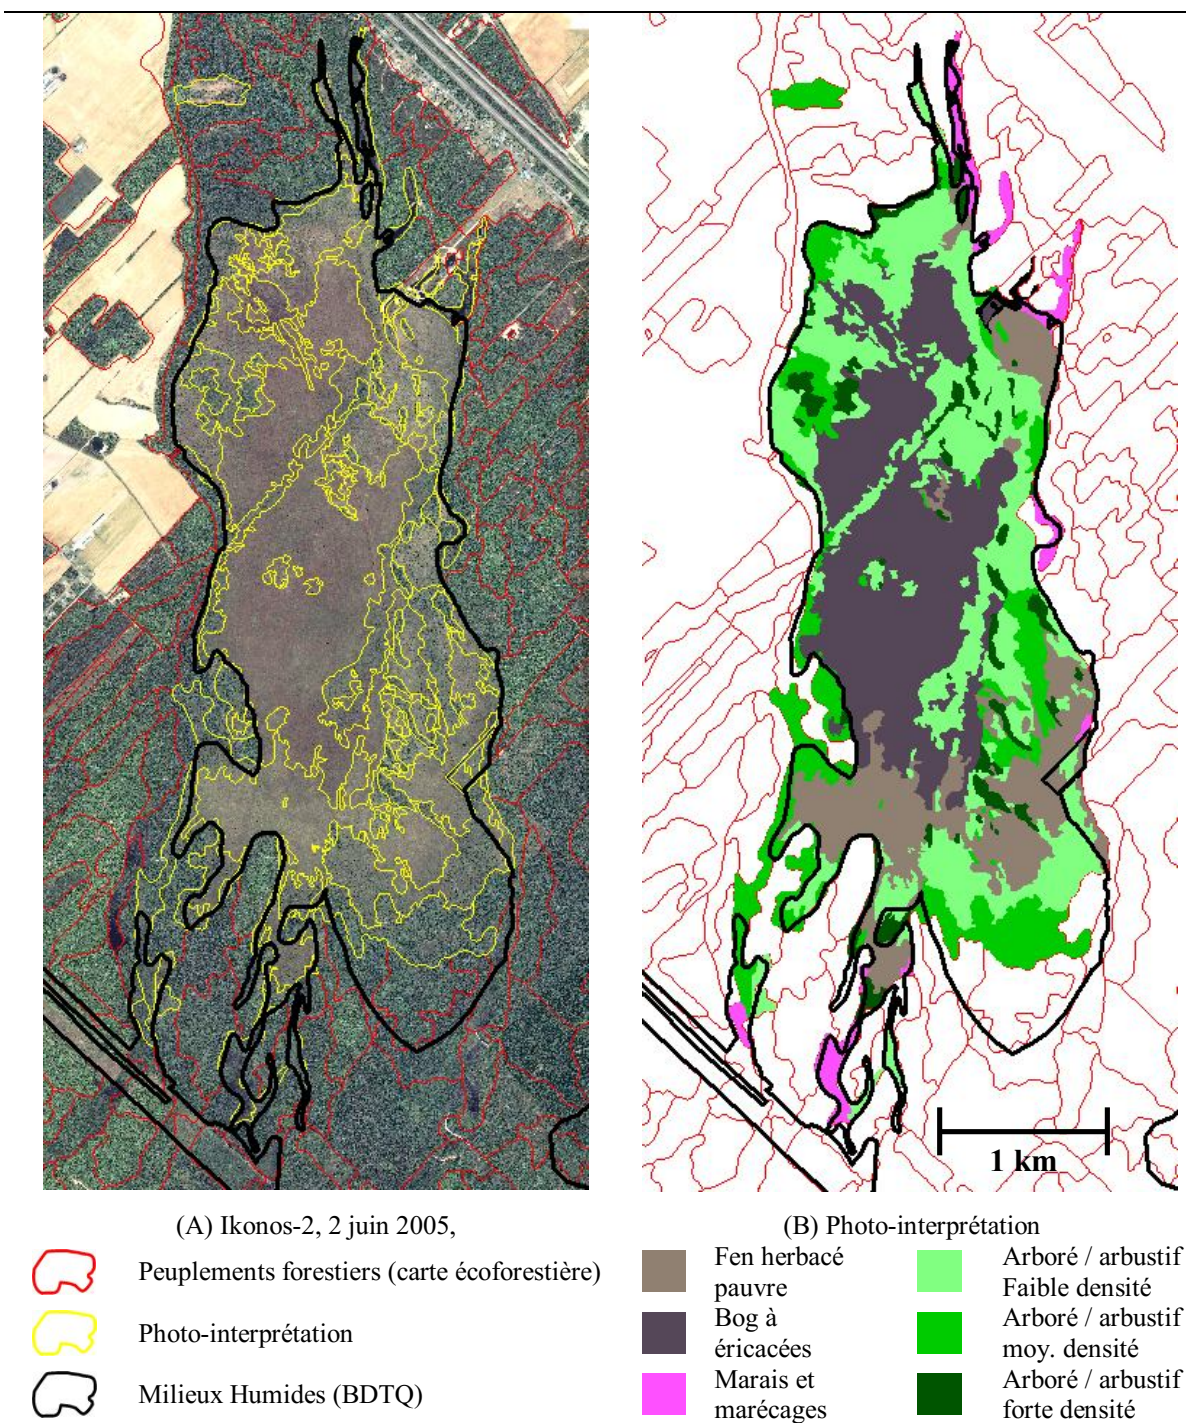 1 km
(A) Ikonos-2, 2 juin 2005,
(B) Photo-interprétation
Peuplements forestiers (carte écoforestière)
Photo-interprétation
Milieux Humides (BDTQ)
Fen herbacé
pauvre
Bog à
éricacées
Marais et
marécages
Arboré / arbustif
Faible densité
Arboré / arbustif
moy. densité
Arboré / arbustif
forte densité